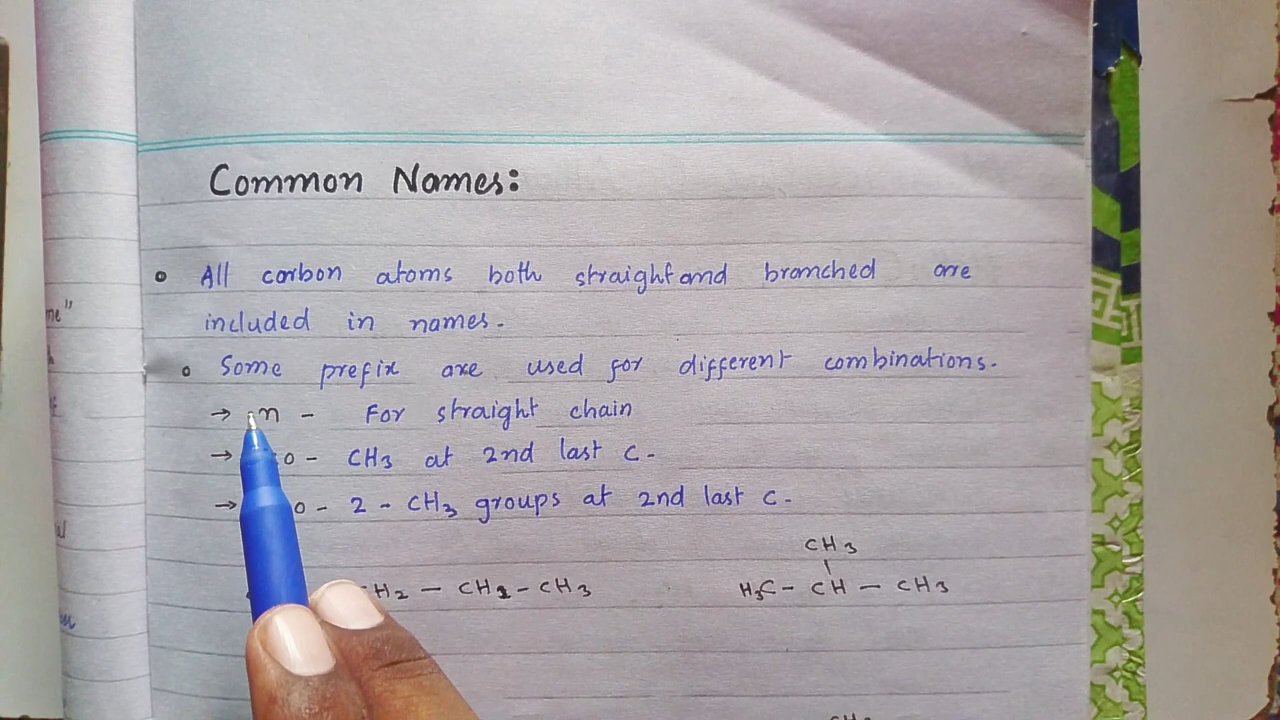 Common Names:
All carbon atoms both straight and branched are
included in names.
Some prefix are used for different combinations.
→ n - For straight chain
→ o - CH3 at 2nd last C.
→ o - 2 - CH3 groups at 2nd last C.
CH3
H2 — CH2 - CH3
H3C - CH — CH3